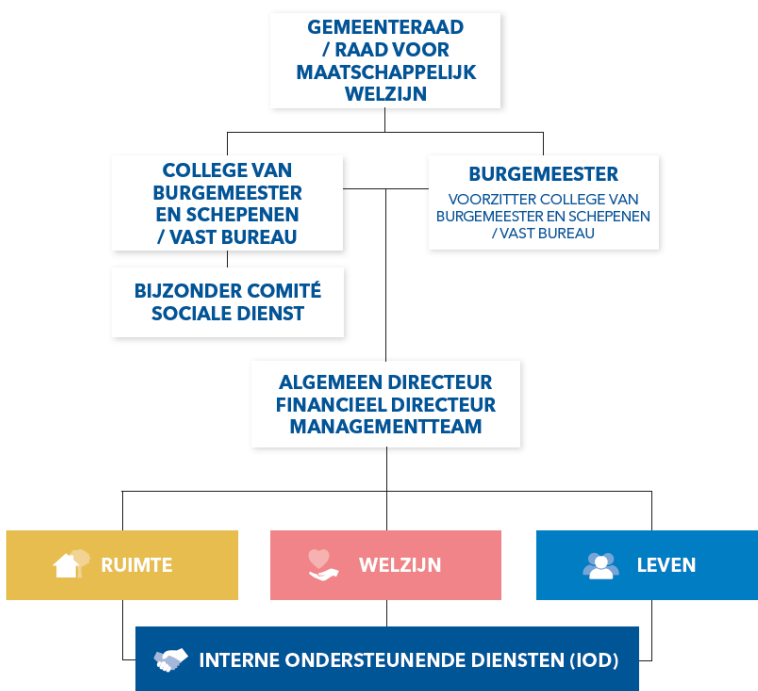 GEMEENTERAAD
/ RAAD VOOR
MAATSCHAPPELIJK
WELZIJN
COLLEGE VAN
BURGEMEESTER
EN SCHEPENEN
/ VAST BUREAU
BURGEMEESTER
VOORZITTER COLLEGE VAN
BURGEMEESTER EN SCHEPENEN
/ VAST BUREAU
BIJZONDER COMITÉ
SOCIALE DIENST
ALGEMEEN DIRECTEUR
FINANCIEEL DIRECTEUR
MANAGEMENTTEAM
RUIMTE
WELZIJN
LEVEN
INTERNE ONDERSTEUNENDE DIENSTEN (IOD)